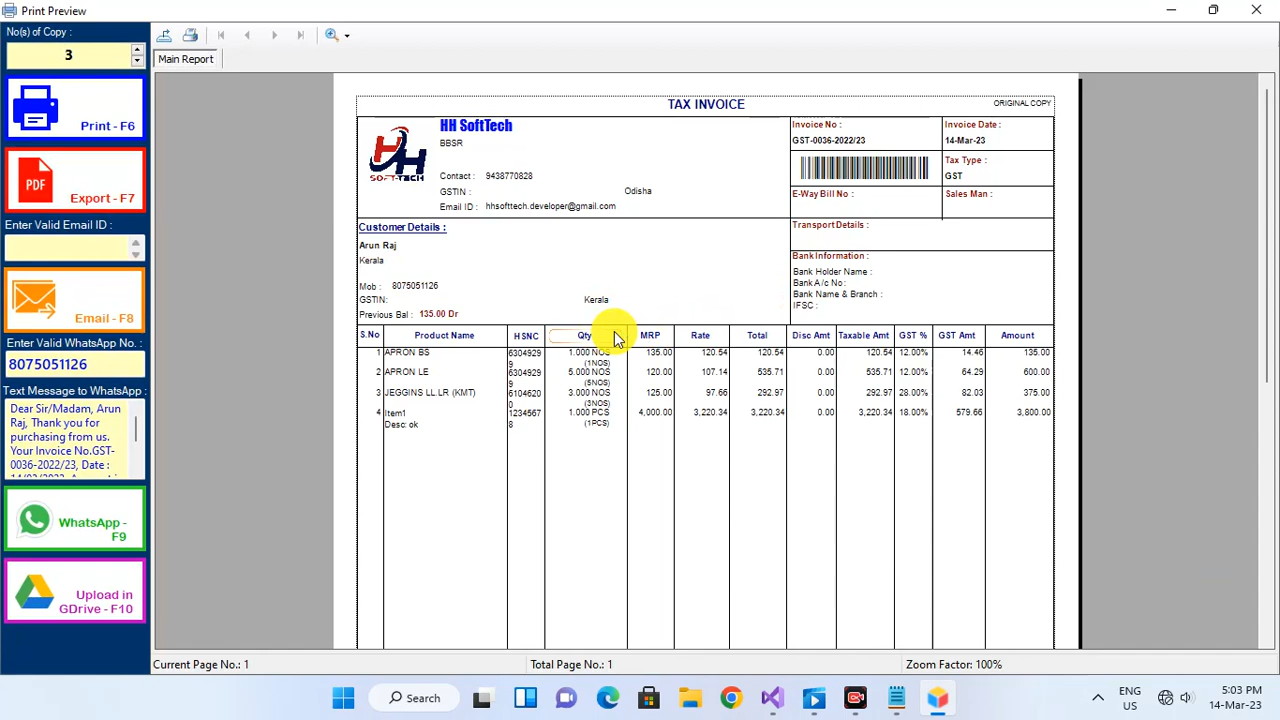 Print Preview
No(s) of Copy :
3
Print - F6
PDF
Export - F7
Enter Valid Email ID :
Email - F8
Enter Valid WhatsApp No. :
8075051126
Text Message to WhatsApp :
Dear Sir/Madam, Arun
Raj, Thank you for
purchasing from us.
Your Invoice No.GST-
0036-2022/23, Date :
WhatsApp -
F9
Upload in
GDrive - F10
Main Report
TAX INVOICE
ORIGINAL COPY
HH SOFT-TECH
HH SoftTech
BBSR
Contact : 9438770828
GSTIN : Odisha
Email ID : hhsofttech.developer@gmail.com
Invoice No :
GST-0036-2022/23
Invoice Date :
14-Mar-23
Tax Type :
GST
E-Way Bill No :
Sales Man :
Customer Details :
Arun Raj
Kerala
Mob : 8075051126
GSTIN: Kerala
Previous Bal : 135.00 Dr
Transport Details :
Bank Information :
Bank Holder Name :
Bank A/c No :
Bank Name & Branch :
IFSC :
S.No Product Name HSNC Qty MRP Rate Total Disc Amt Taxable Amt GST % GST Amt Amount
1 APRON BS 6304929 1.000 NOS 135.00 120.54 120.54 0.00 120.54 12.00% 14.46 135.00
9 (1NOS)
2 APRON LE 6304929 5.000 NOS 120.00 107.14 535.71 0.00 535.71 12.00% 64.29 600.00
9 (5NOS)
3 JEGGINS LL.LR (KMT) 6104620 3.000 NOS 125.00 97.66 292.97 0.00 292.97 28.00% 82.03 375.00
0 (3NOS)
4 Item1 1234567 1.000 PCS 4,000.00 3,220.34 3,220.34 0.00 3,220.34 18.00% 579.66 3,800.00
Desc: ok 8 (1PCS)
Current Page No.: 1
Total Page No.: 1
Zoom Factor: 100%
Search
ENG
US
5:03 PM
14-Mar-23